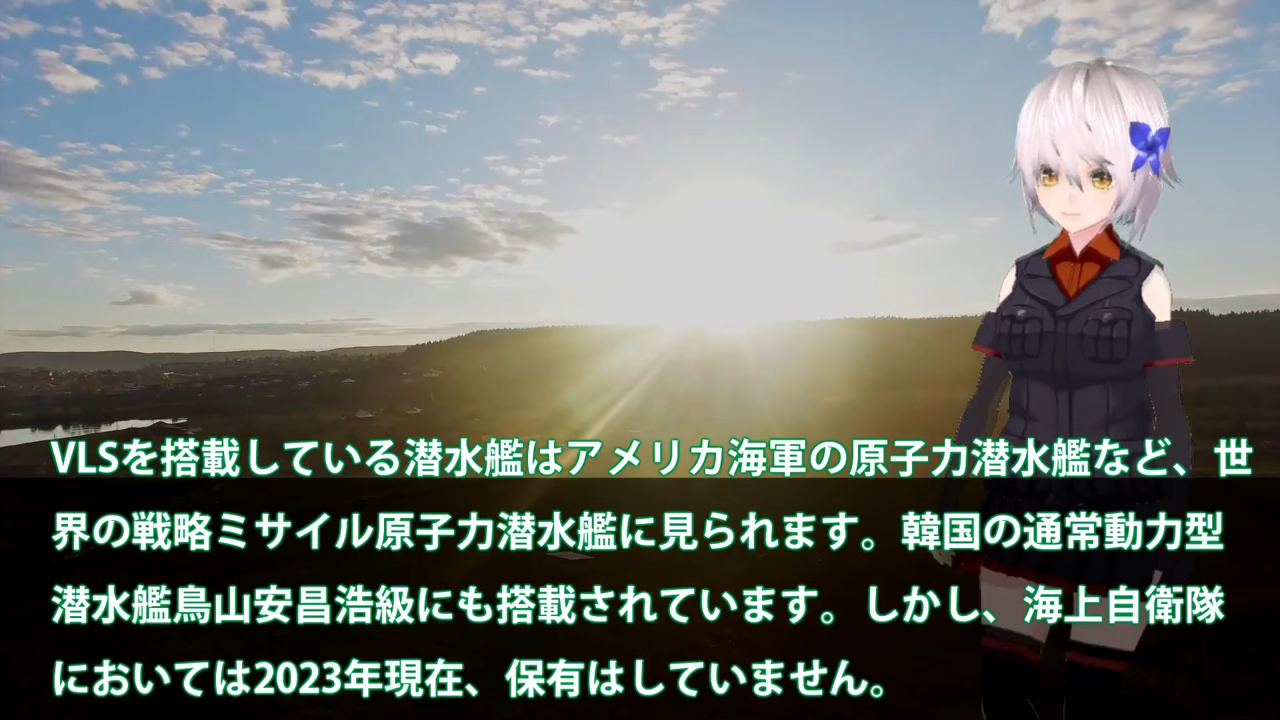 VLSを搭載している潜水艦はアメリカ海軍の原子力潜水艦など、世
界の戦略ミサイル原子力潜水艦に見られます。韓国の通常動力型
潜水艦鳥山安昌浩級にも搭載されています。しかし、海上自衛隊
においては2023年現在、保有はしていません。